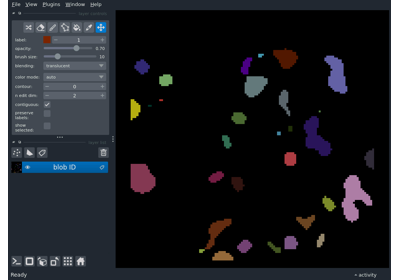 File View Plugins Window Help
label: 1
opacity: 0.70
brush size: 10
blending: translucent
color mode: auto
contour: 0
n edit dim: 2
contiguous:
preserve labels:
show selected:
blob ID
Ready
activity